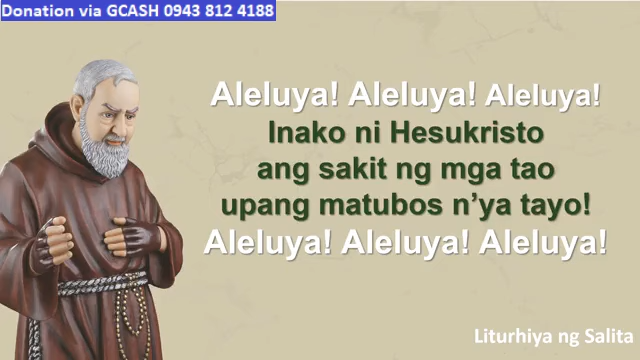 Donation via GCASH 0943 812 4188
Aleluya! Aleluya! Aleluya!
Inako ni Hesukristo
ang sakit ng mga tao
upang matubos n’ya tayo!
Aleluya! Aleluya! Aleluya!
Liturhiya ng Salita